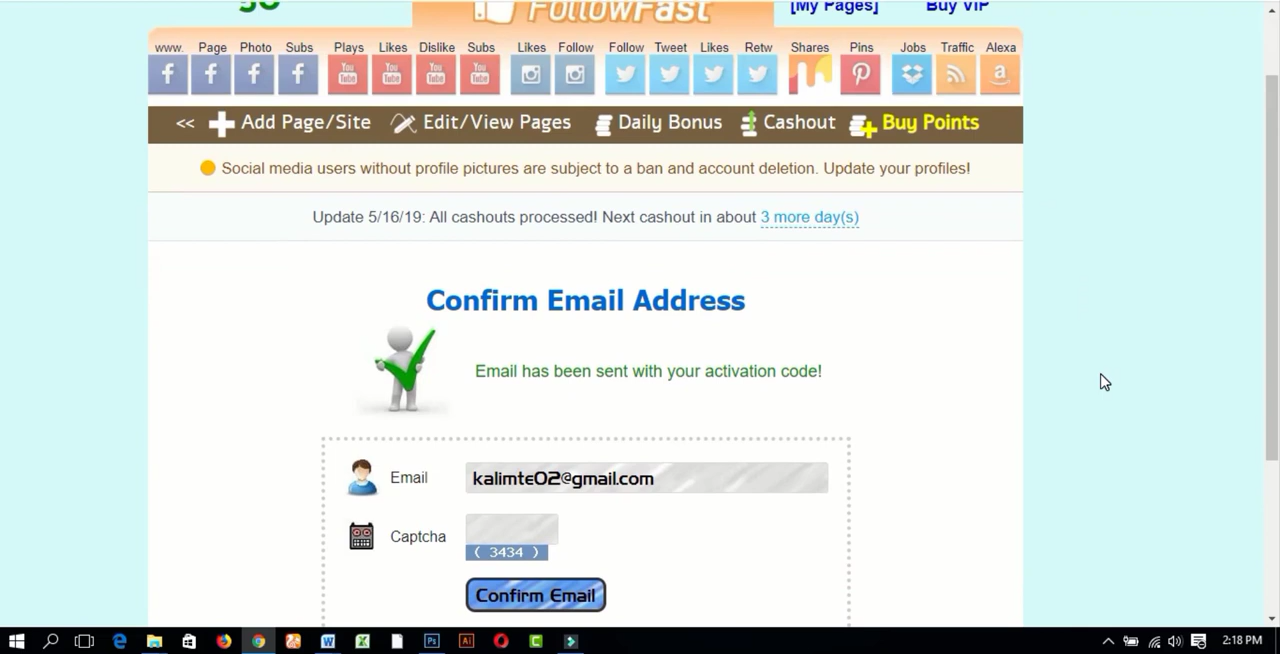 FollowFast [My Pages] Buy VIP
www. Page Photo Subs Plays Likes Dislike Subs Likes Follow Follow Tweet Likes Retw Shares Pins Jobs Traffic Alexa
<< Add Page/Site Edit/View Pages Daily Bonus Cashout Buy Points
Social media users without profile pictures are subject to a ban and account deletion. Update your profiles!
Update 5/16/19: All cashouts processed! Next cashout in about 3 more day(s)
Confirm Email Address
Email has been sent with your activation code!
Email kalimte02@gmail.com
Captcha
( 3434 )
Confirm Email
2:18 PM